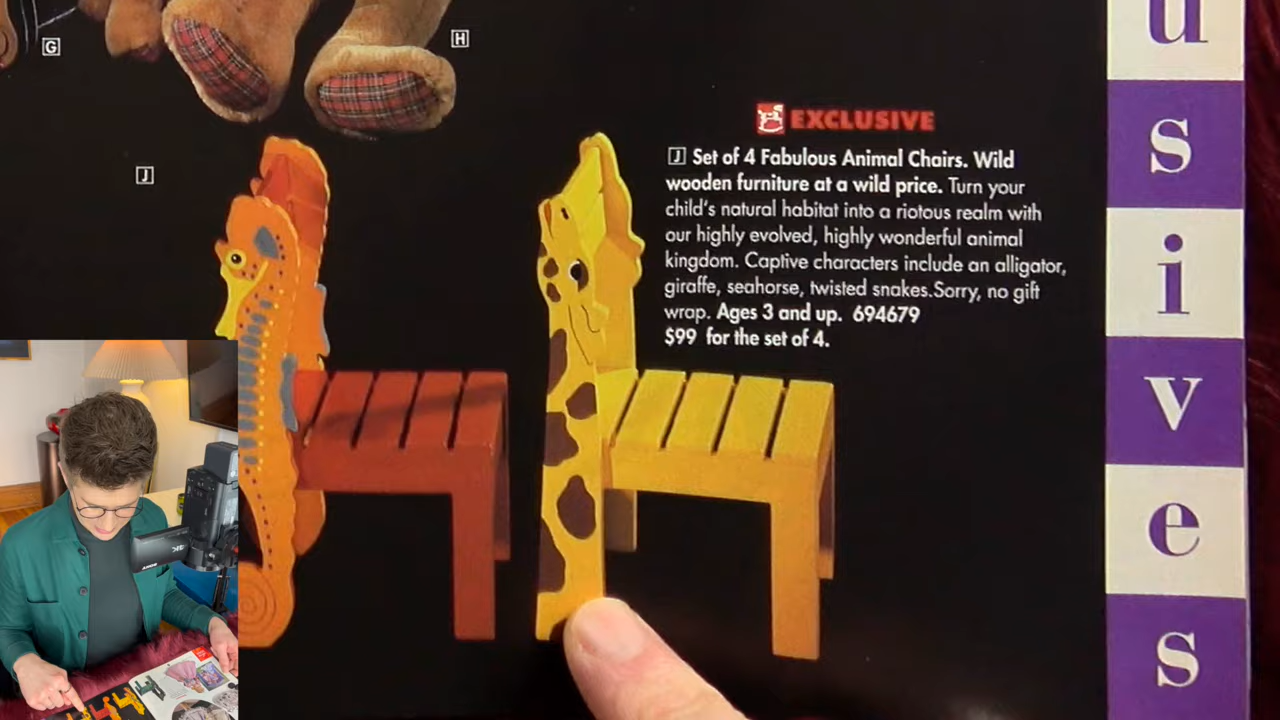 G
H
J
EXCLUSIVE
J Set of 4 Fabulous Animal Chairs. Wild
wooden furniture at a wild price. Turn your
child's natural habitat into a riotous realm with
our highly evolved, highly wonderful animal
kingdom. Captive characters include an alligator,
giraffe, seahorse, twisted snakes.Sorry, no gift
wrap. Ages 3 and up. 694679
$99 for the set of 4.
u
s
i
v
e
s